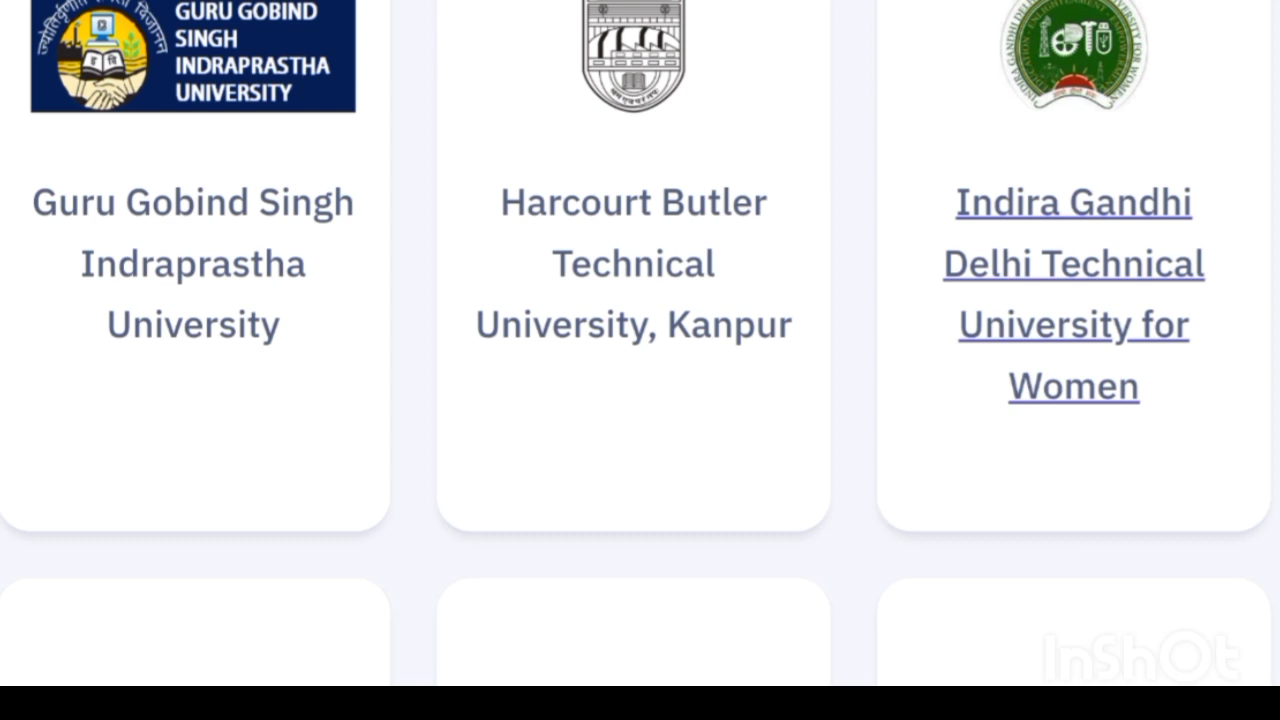 GURU GOBIND
SINGH
INDRAPRASTHA
UNIVERSITY
Guru Gobind Singh
Indraprastha
University
Harcourt Butler
Technical
University, Kanpur
Indira Gandhi
Delhi Technical
University for
Women
InShOt